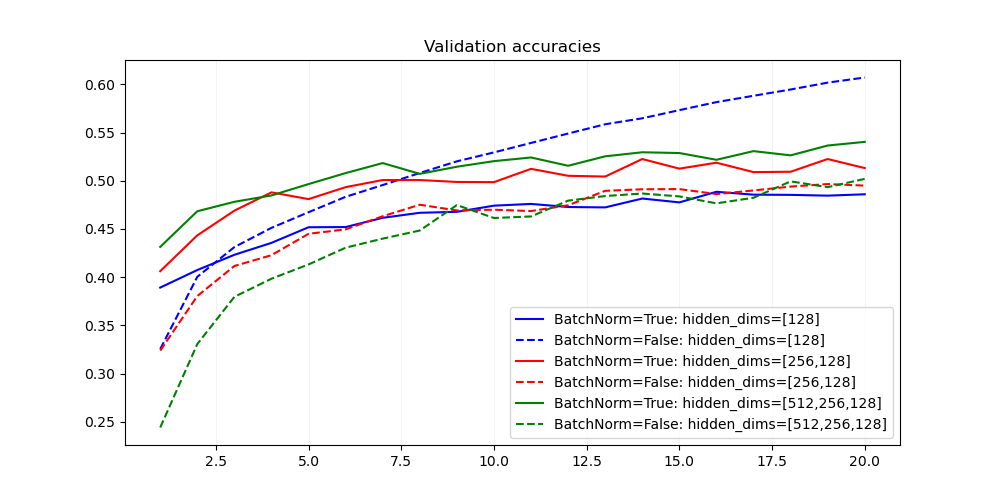 Validation accuracies
0.60
0.55
0.50
0.45
0.40
0.35
0.30
0.25
BatchNorm=True: hidden_dims=[128]
BatchNorm=False: hidden_dims=[128]
BatchNorm=True: hidden_dims=[256,128]
BatchNorm=False: hidden_dims=[256,128]
BatchNorm=True: hidden_dims=[512,256,128]
BatchNorm=False: hidden_dims=[512,256,128]
2.5 5.0 7.5 10.0 12.5 15.0 17.5 20.0